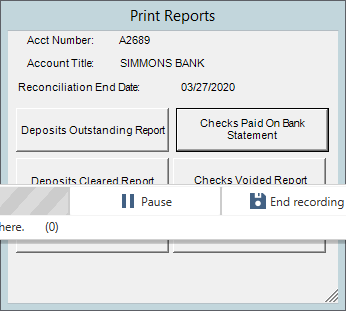 Print Reports
Acct Number: A2689
Account Title: SIMMONS BANK
Reconciliation End Date: 03/27/2020
Deposits Outstanding Report
Checks Paid On Bank
Statement
Deposits Cleared Report
Checks Voided Report
Pause
End recording
here. (0)